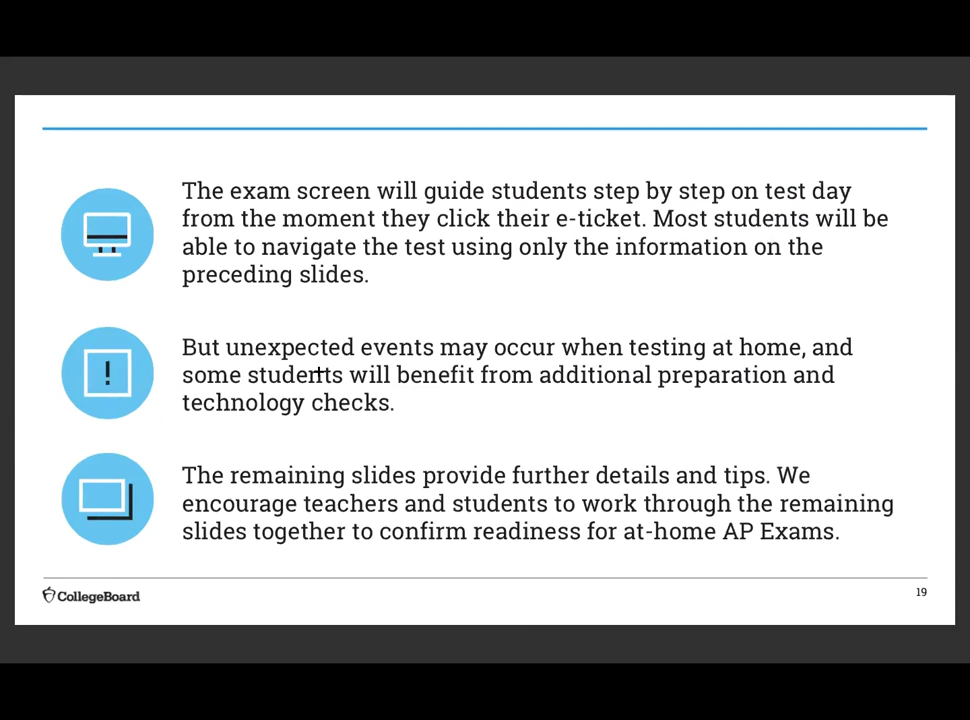 The exam screen will guide students step by step on test day
from the moment they click their e-ticket. Most students will be
able to navigate the test using only the information on the
preceding slides.
But unexpected events may occur when testing at home, and
some students will benefit from additional preparation and
technology checks.
The remaining slides provide further details and tips. We
encourage teachers and students to work through the remaining
slides together to confirm readiness for at-home AP Exams.
CollegeBoard
19